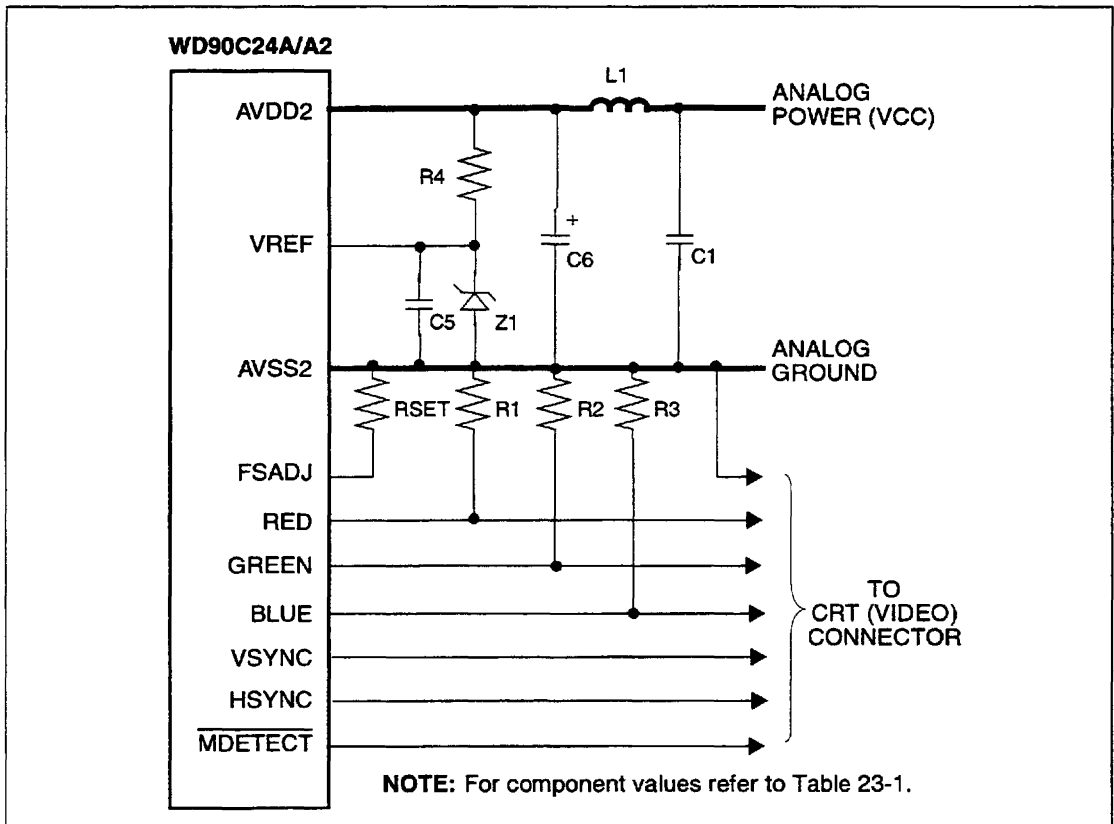 WD90C24A/A2
L1
AVDD2
ANALOG
POWER (VCC)
R4
VREF
+
C6
C1
C5
Z1
AVSS2
ANALOG
GROUND
RSET
R1
R2
R3
FSADJ
RED
GREEN
BLUE
TO
CRT (VIDEO)
CONNECTOR
VSYNC
HSYNC
MDETECT
NOTE: For component values refer to Table 23-1.